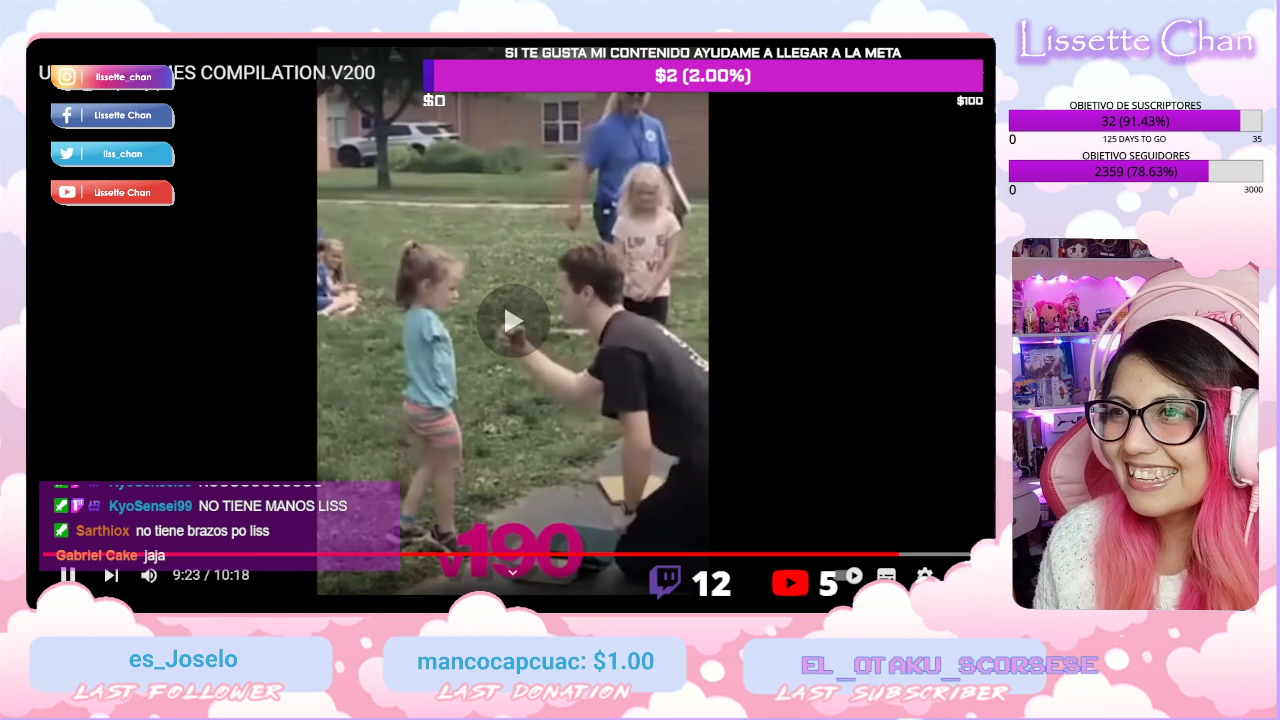 Lissette Chan
SI TE GUSTA MI CONTENIDO AYUDAME A LLEGAR A LA META
ES COMPILATION V200
$2 (2.00%)
$0
$100
lissette_chan
Lissette Chan
liss_chan
Lissette Chan
OBJETIVO DE SUSCRIPTORES
32 (91.43%)
0
125 DAYS TO GO
35
OBJETIVO SEGUIDORES
2359 (78.63%)
0
3000
KyoSensei99 NO TIENE MANOS LISS
Sarthiox no tiene brazos po liss
Gabriel Cake jaja
v190
9:23 / 10:18
12
5
es_Joselo
LAST FOLLOWER
mancocapcuac: $1.00
LAST DONATION
EL_OTAKU_SCORSESE
LAST SUBSCRIBER